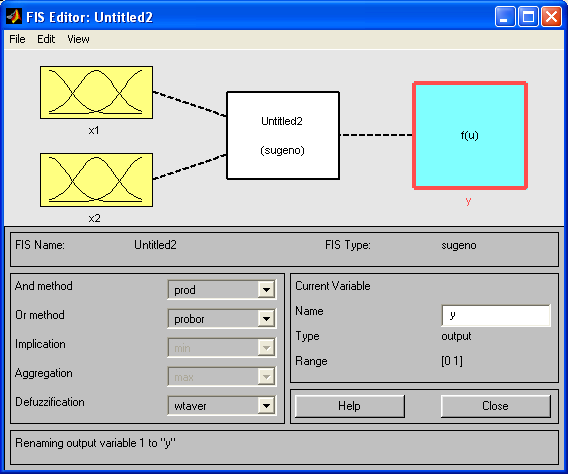 FIS Editor: Untitled2
File Edit View
x1
x2
Untitled2
(sugeno)
f(u)
y
FIS Name: Untitled2 FIS Type: sugeno
And method prod
Or method probor
Implication min
Aggregation max
Defuzzification wtaver
Current Variable
Name y
Type output
Range [0 1]
Help Close
Renaming output variable 1 to "y"